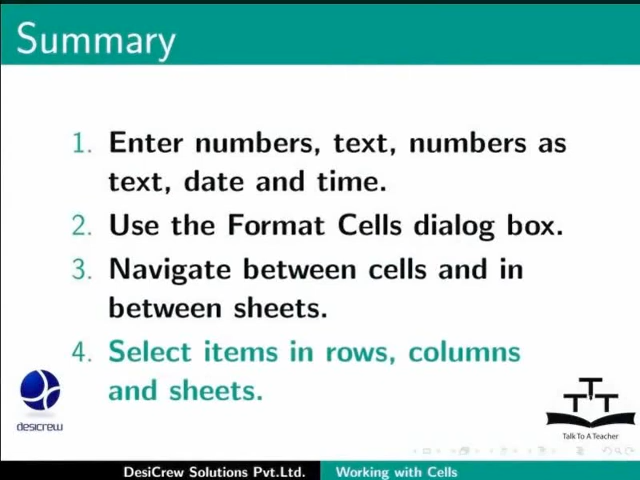 Summary
1. Enter numbers, text, numbers as
text, date and time.
2. Use the Format Cells dialog box.
3. Navigate between cells and in
between sheets.
4. Select items in rows, columns
and sheets.
desicrew
TTT
Talk To A Teacher
DesiCrew Solutions Pvt.Ltd. Working with Cells